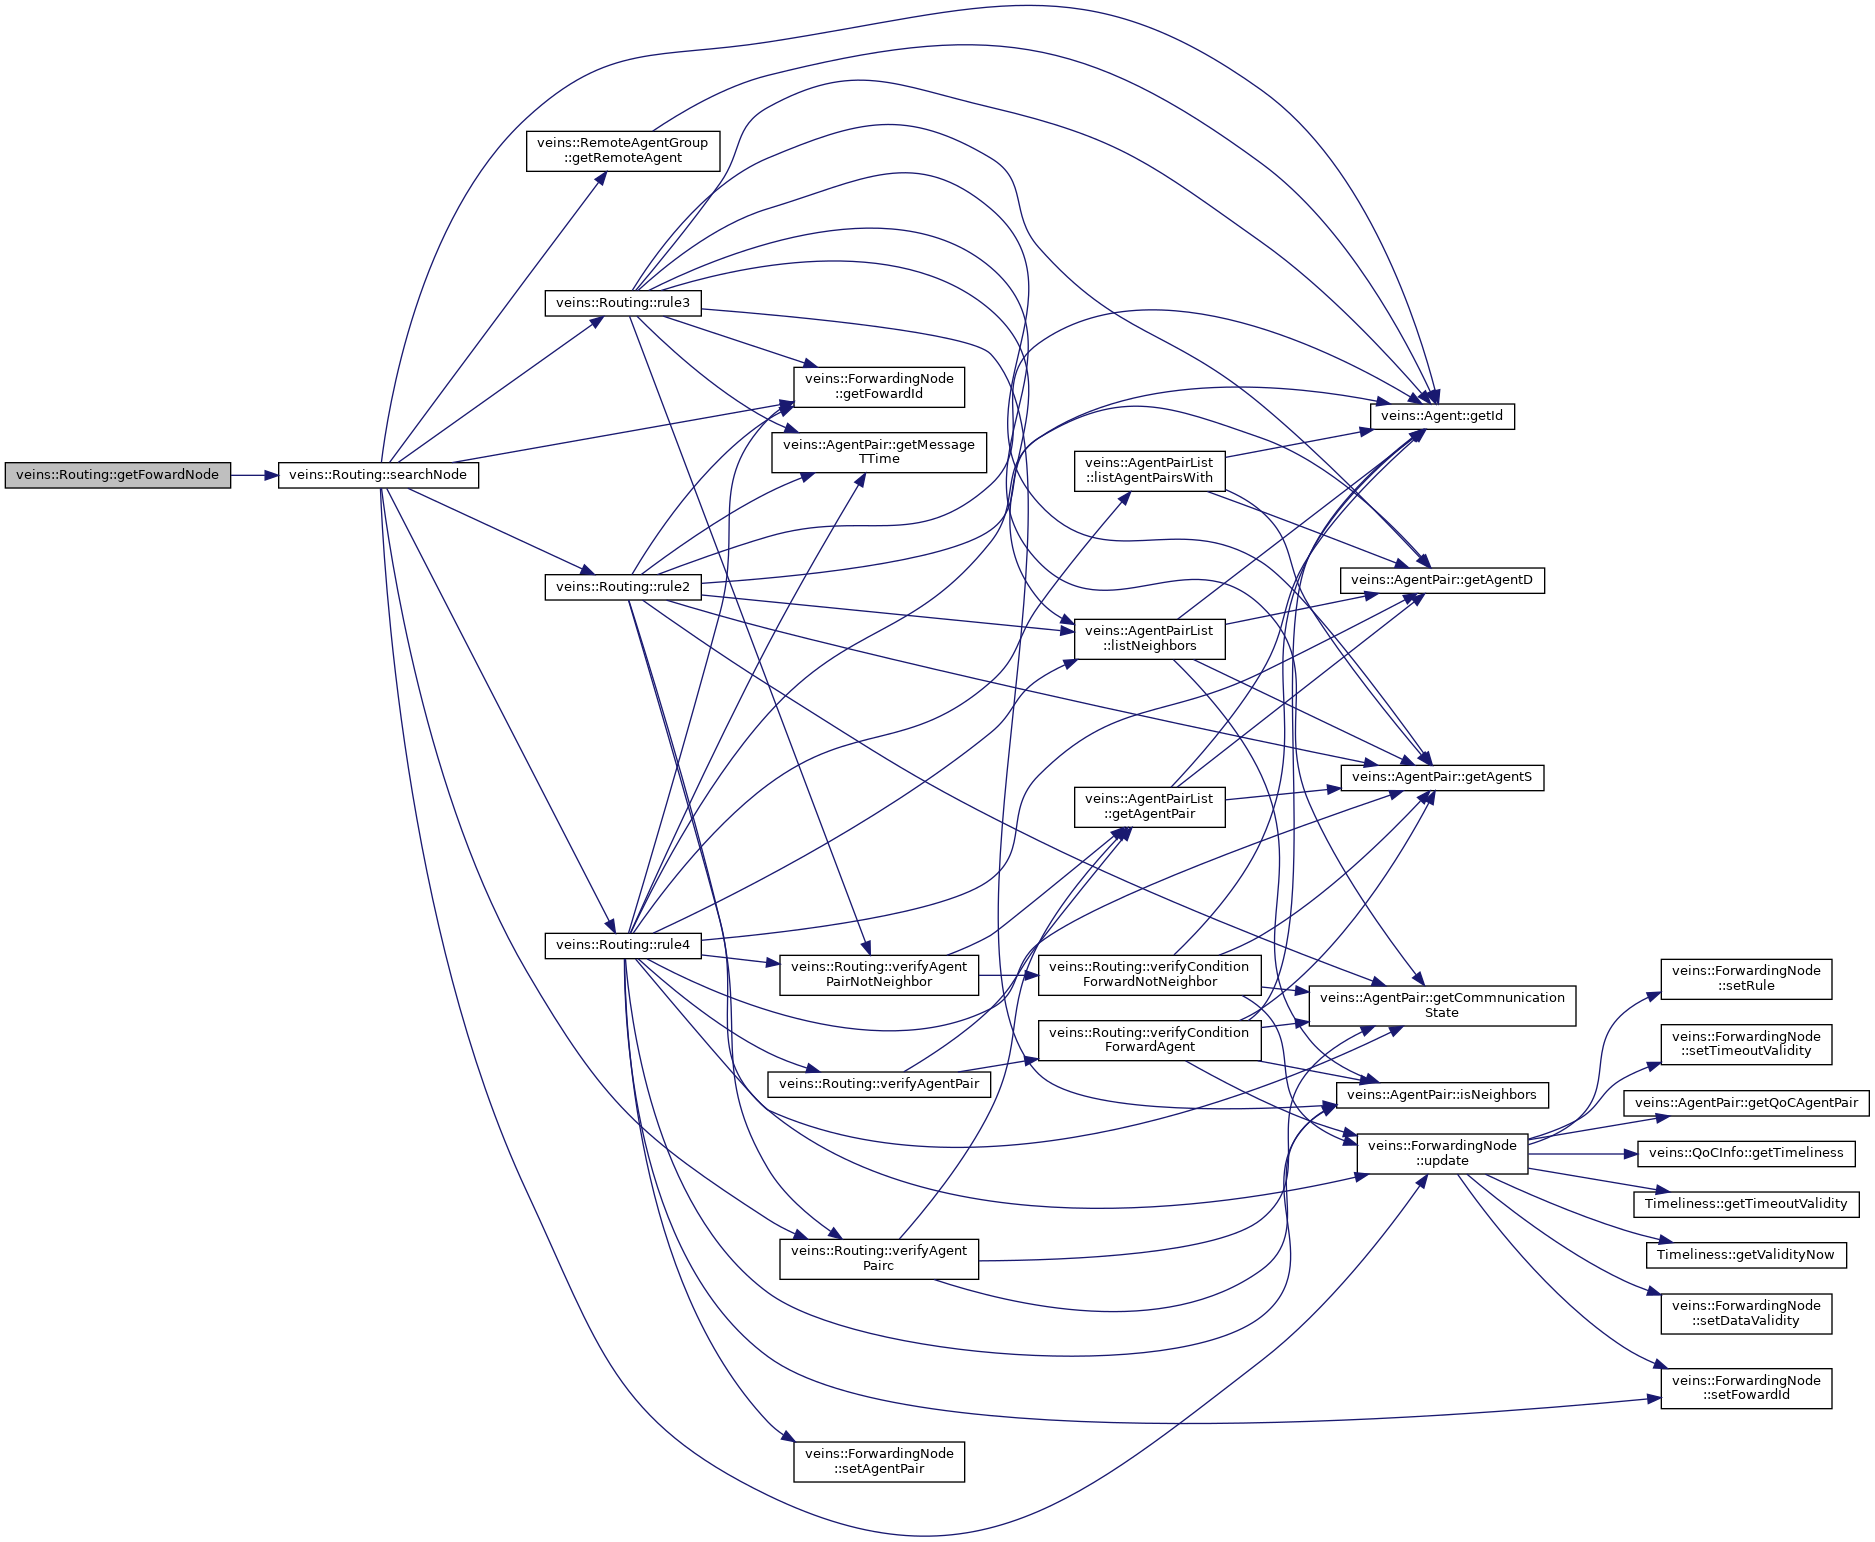 veins::Routing::getFowardNode
veins::Routing::searchNode
veins::RemoteAgentGroup
::getRemoteAgent
veins::Routing::rule3
veins::Routing::rule2
veins::Routing::rule4
veins::ForwardingNode
::getFowardId
veins::AgentPair::getMessage
TTime
veins::Routing::verifyAgent
PairNotNeighbor
veins::Routing::verifyAgentPair
veins::Routing::verifyAgent
Pairc
veins::ForwardingNode
::setAgentPair
veins::AgentPairList
::listAgentPairsWith
veins::AgentPairList
::listNeighbors
veins::AgentPairList
::getAgentPair
veins::Routing::verifyCondition
ForwardNotNeighbor
veins::Routing::verifyCondition
ForwardAgent
veins::Agent::getId
veins::AgentPair::getAgentD
veins::AgentPair::getAgentS
veins::AgentPair::getCommnunication
State
veins::AgentPair::isNeighbors
veins::ForwardingNode
::update
veins::ForwardingNode
::setRule
veins::ForwardingNode
::setTimeoutValidity
veins::AgentPair::getQoCAgentPair
veins::QoCInfo::getTimeliness
Timeliness::getTimeoutValidity
Timeliness::getValidityNow
veins::ForwardingNode
::setDataValidity
veins::ForwardingNode
::setFowardId